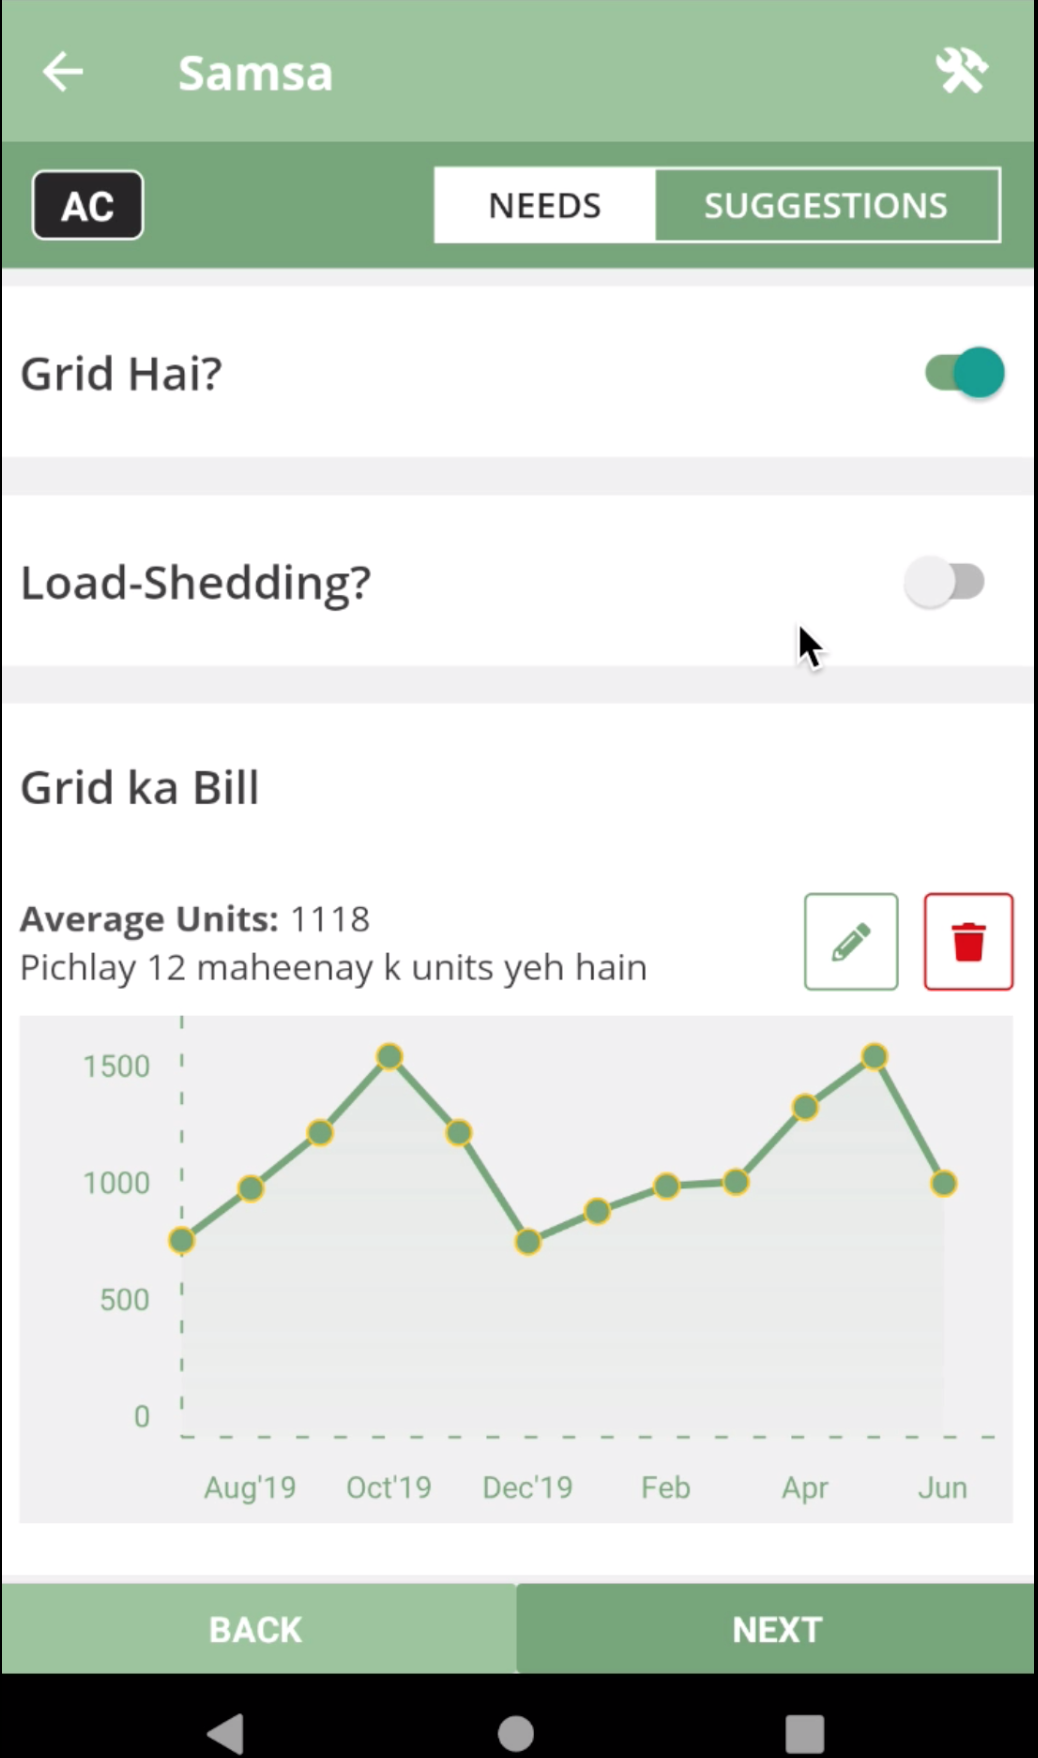 Samsa
AC
NEEDS
SUGGESTIONS
Grid Hai?
Load-Shedding?
Grid ka Bill
Average Units: 1118
Pichlay 12 maheenay k units yeh hain
1500
1000
500
0
Aug'19 Oct'19 Dec'19 Feb Apr Jun
BACK
NEXT